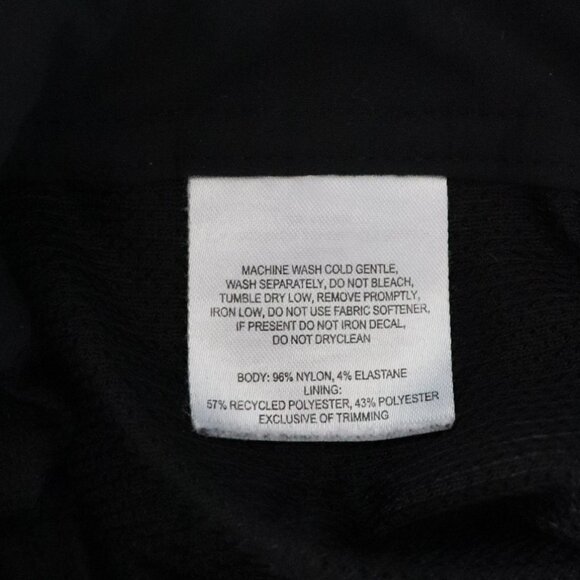 MACHINE WASH COLD GENTLE,
WASH SEPARATELY, DO NOT BLEACH,
TUMBLE DRY LOW, REMOVE PROMPTLY,
IRON LOW, DO NOT USE FABRIC SOFTENER,
IF PRESENT DO NOT IRON DECAL,
DO NOT DRYCLEAN
BODY: 96% NYLON, 4% ELASTANE
LINING:
57% RECYCLED POLYESTER, 43% POLYESTER
EXCLUSIVE OF TRIMMING